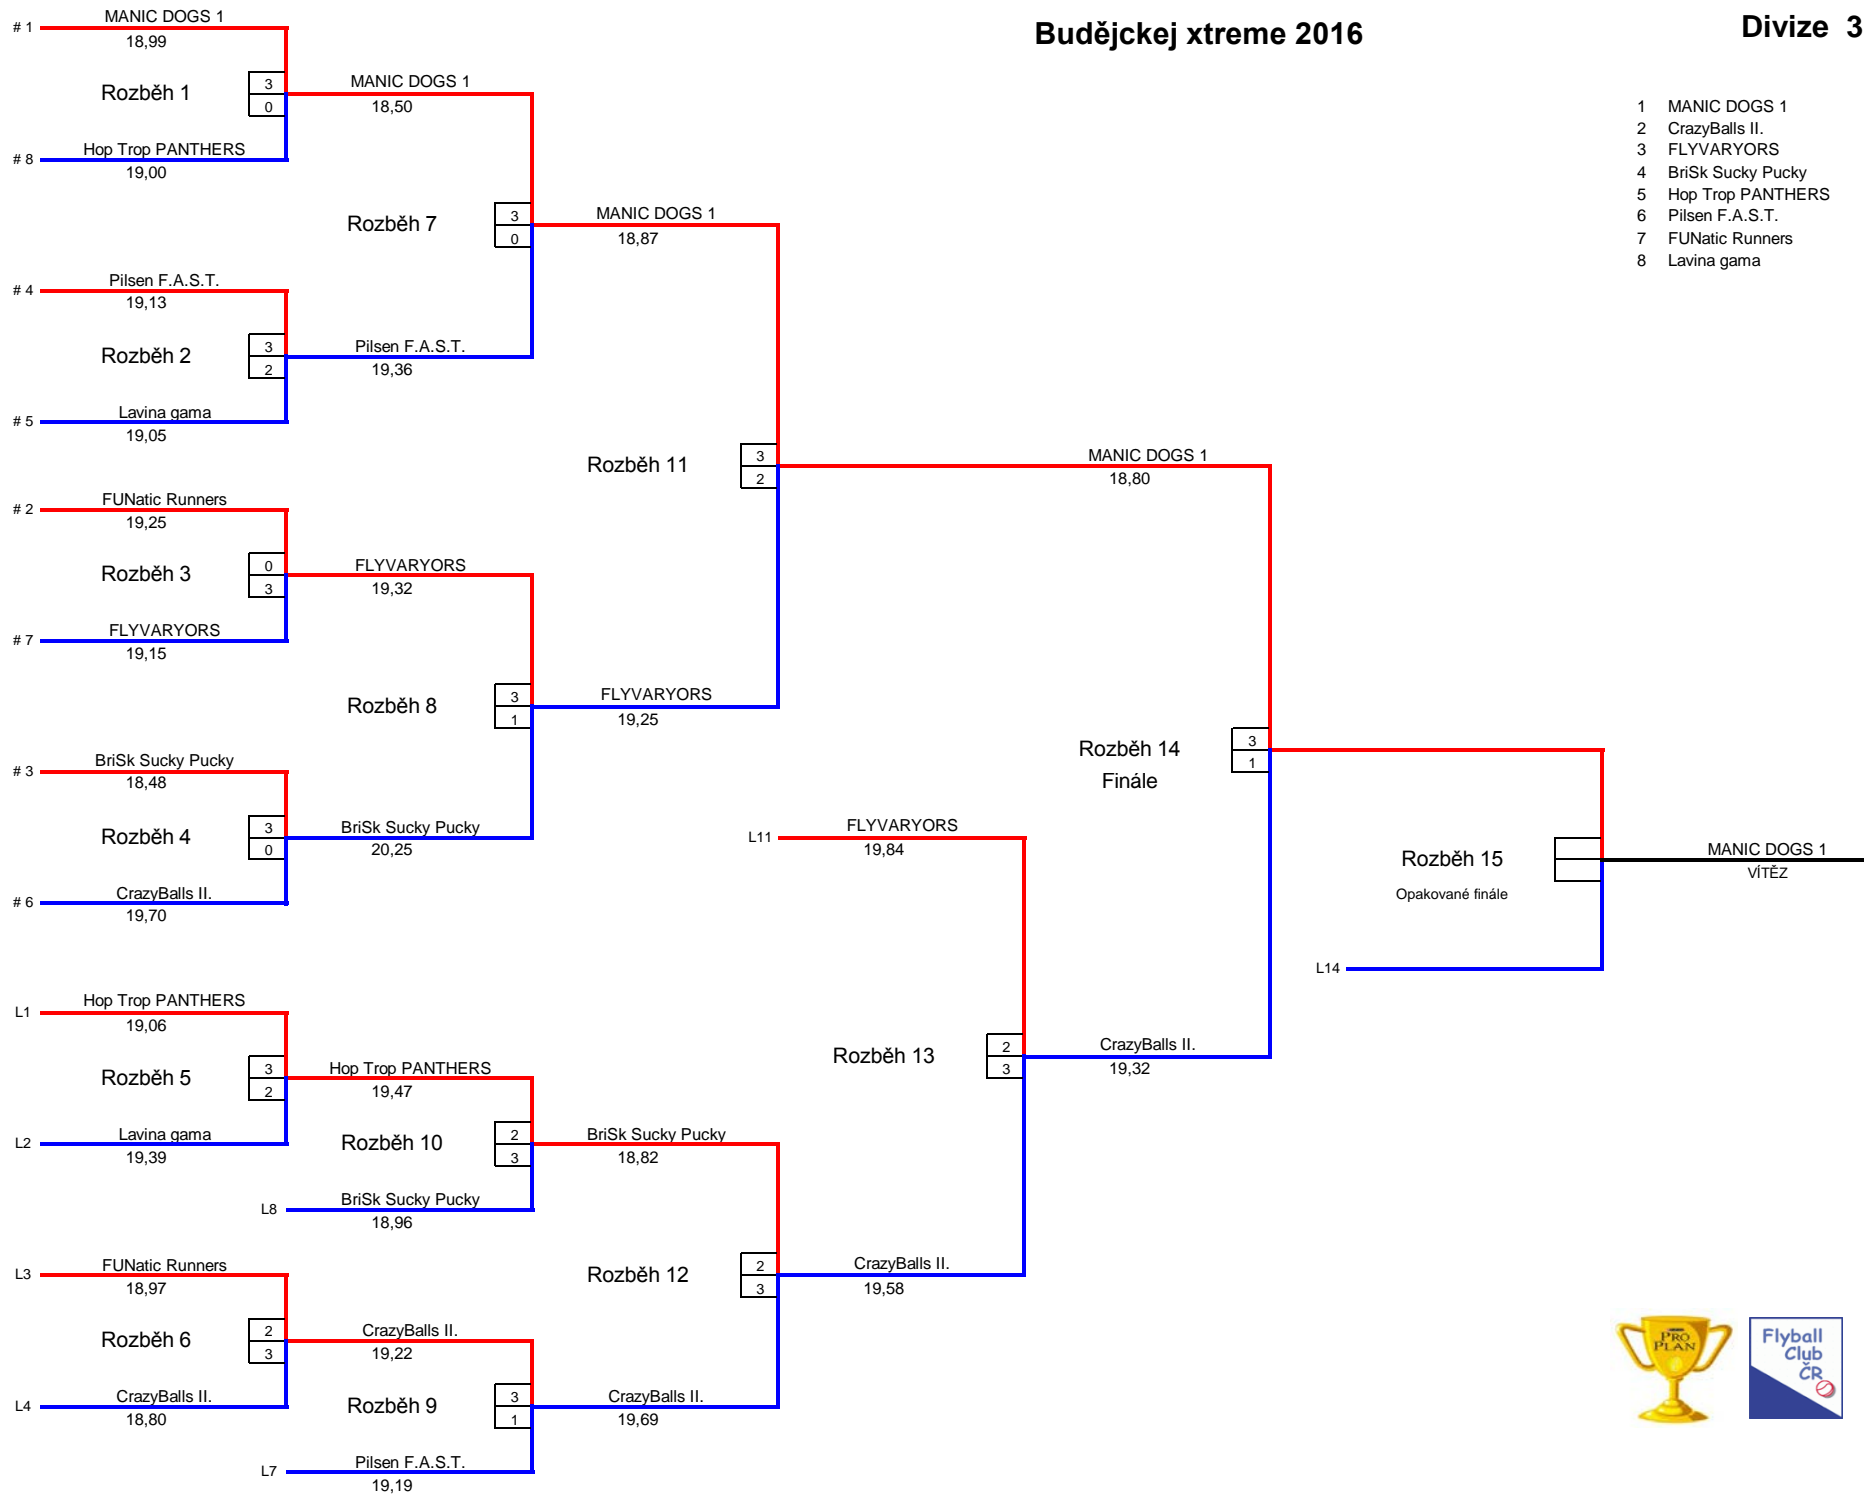 Budějckej xtreme 2016
Divize 3
1 MANIC DOGS 1
2 CrazyBalls II.
3 FLYVARYORS
4 BriSk Sucky Pucky
5 Hop Trop PANTHERS
6 Pilsen F.A.S.T.
7 FUNatic Runners
8 Lavina gama
# 1 MANIC DOGS 1
18,99
Rozběh 1
3
0
# 8 Hop Trop PANTHERS
19,00
# 4 Pilsen F.A.S.T.
19,13
Rozběh 2
3
2
# 5 Lavina gama
19,05
# 2 FUNatic Runners
19,25
Rozběh 3
0
3
# 7 FLYVARYORS
19,15
# 3 BriSk Sucky Pucky
18,48
Rozběh 4
3
0
# 6 CrazyBalls II.
19,70
L1 Hop Trop PANTHERS
19,06
Rozběh 5
3
2
L2 Lavina gama
19,39
L3 FUNatic Runners
18,97
Rozběh 6
2
3
L4 CrazyBalls II.
18,80
MANIC DOGS 1
18,50
Rozběh 7
3
0
Pilsen F.A.S.T.
19,36
FLYVARYORS
19,32
Rozběh 8
3
1
BriSk Sucky Pucky
20,25
Hop Trop PANTHERS
19,47
Rozběh 10
2
3
L8 BriSk Sucky Pucky
18,96
CrazyBalls II.
19,22
Rozběh 9
3
1
L7 Pilsen F.A.S.T.
19,19
MANIC DOGS 1
18,87
Rozběh 11
3
2
FLYVARYORS
19,25
BriSk Sucky Pucky
18,82
Rozběh 12
2
3
CrazyBalls II.
19,69
L11 FLYVARYORS
19,84
Rozběh 13
2
3
CrazyBalls II.
19,58
MANIC DOGS 1
18,80
Rozběh 14
Finále
3
1
CrazyBalls II.
19,32
Rozběh 15
Opakované finále
L14
MANIC DOGS 1
VÍTĚZ
PRO
PLAN
Flyball
Club
ČR